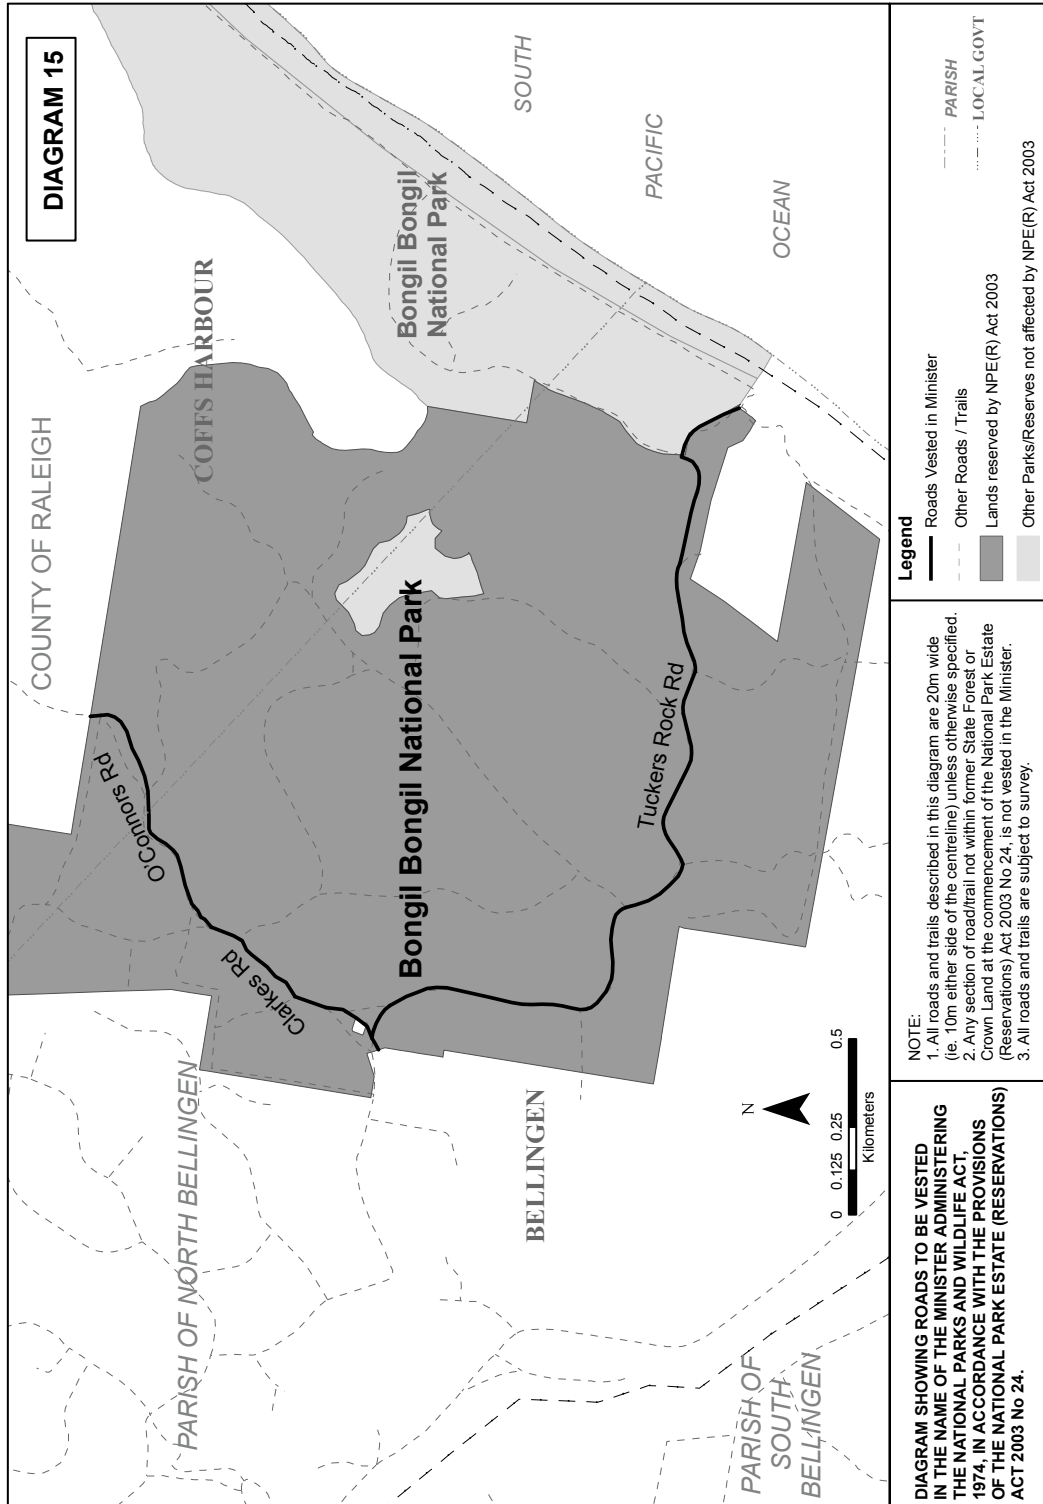 DIAGRAM 15
COUNTY OF RALEIGH
COFFS HARBOUR
SOUTH
PACIFIC
OCEAN
Bongil Bongil
National Park
O'Connors Rd
Clarkes Rd
Bongil Bongil National Park
Tuckers Rock Rd
PARISH OF NORTH BELLINGEN
BELLINGEN
PARISH OF
SOUTH
BELLINGEN
N
0 0.125 0.25 0.5
Kilometers
DIAGRAM SHOWING ROADS TO BE VESTED
IN THE NAME OF THE MINISTER ADMINISTERING
THE NATIONAL PARKS AND WILDLIFE ACT,
1974, IN ACCORDANCE WITH THE PROVISIONS
OF THE NATIONAL PARK ESTATE (RESERVATIONS)
ACT 2003 No 24.
NOTE:
1. All roads and trails described in this diagram are 20m wide
(ie. 10m either side of the centreline) unless otherwise specified.
2. Any section of road/trail not within former State Forest or
Crown Land at the commencement of the National Park Estate
(Reservations) Act 2003 No 24, is not vested in the Minister.
3. All roads and trails are subject to survey.
Legend
Roads Vested in Minister
Other Roads / Trails
Lands reserved by NPE(R) Act 2003
Other Parks/Reserves not affected by NPE(R) Act 2003
PARISH
LOCAL GOVT